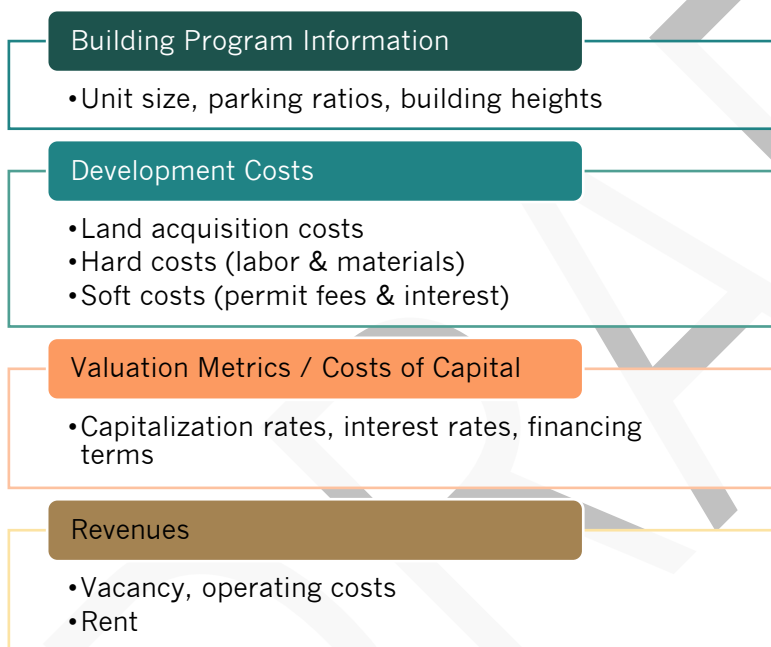 Building Program Information
•Unit size, parking ratios, building heights
Development Costs
•Land acquisition costs
•Hard costs (labor & materials)
•Soft costs (permit fees & interest)
Valuation Metrics / Costs of Capital
•Capitalization rates, interest rates, financing
terms
Revenues
•Vacancy, operating costs
•Rent